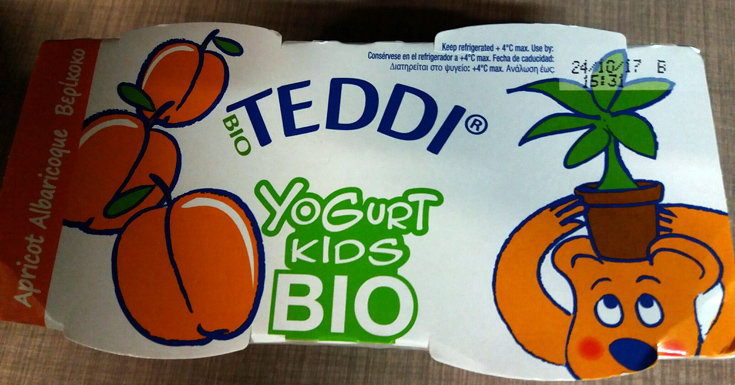 Apricot Albaricoque Βερίκοκο
BIO
TEDDI®
Keep refrigerated + 4°C max. Use by:
Consérvese en el refrigerador a +4°C max. Fecha de caducidad:
Διατηρείται στο ψυγείο: +4°C max. Ανάλωση έως
24/10/17 B
15:31
YOGURT
KIDS
BIO